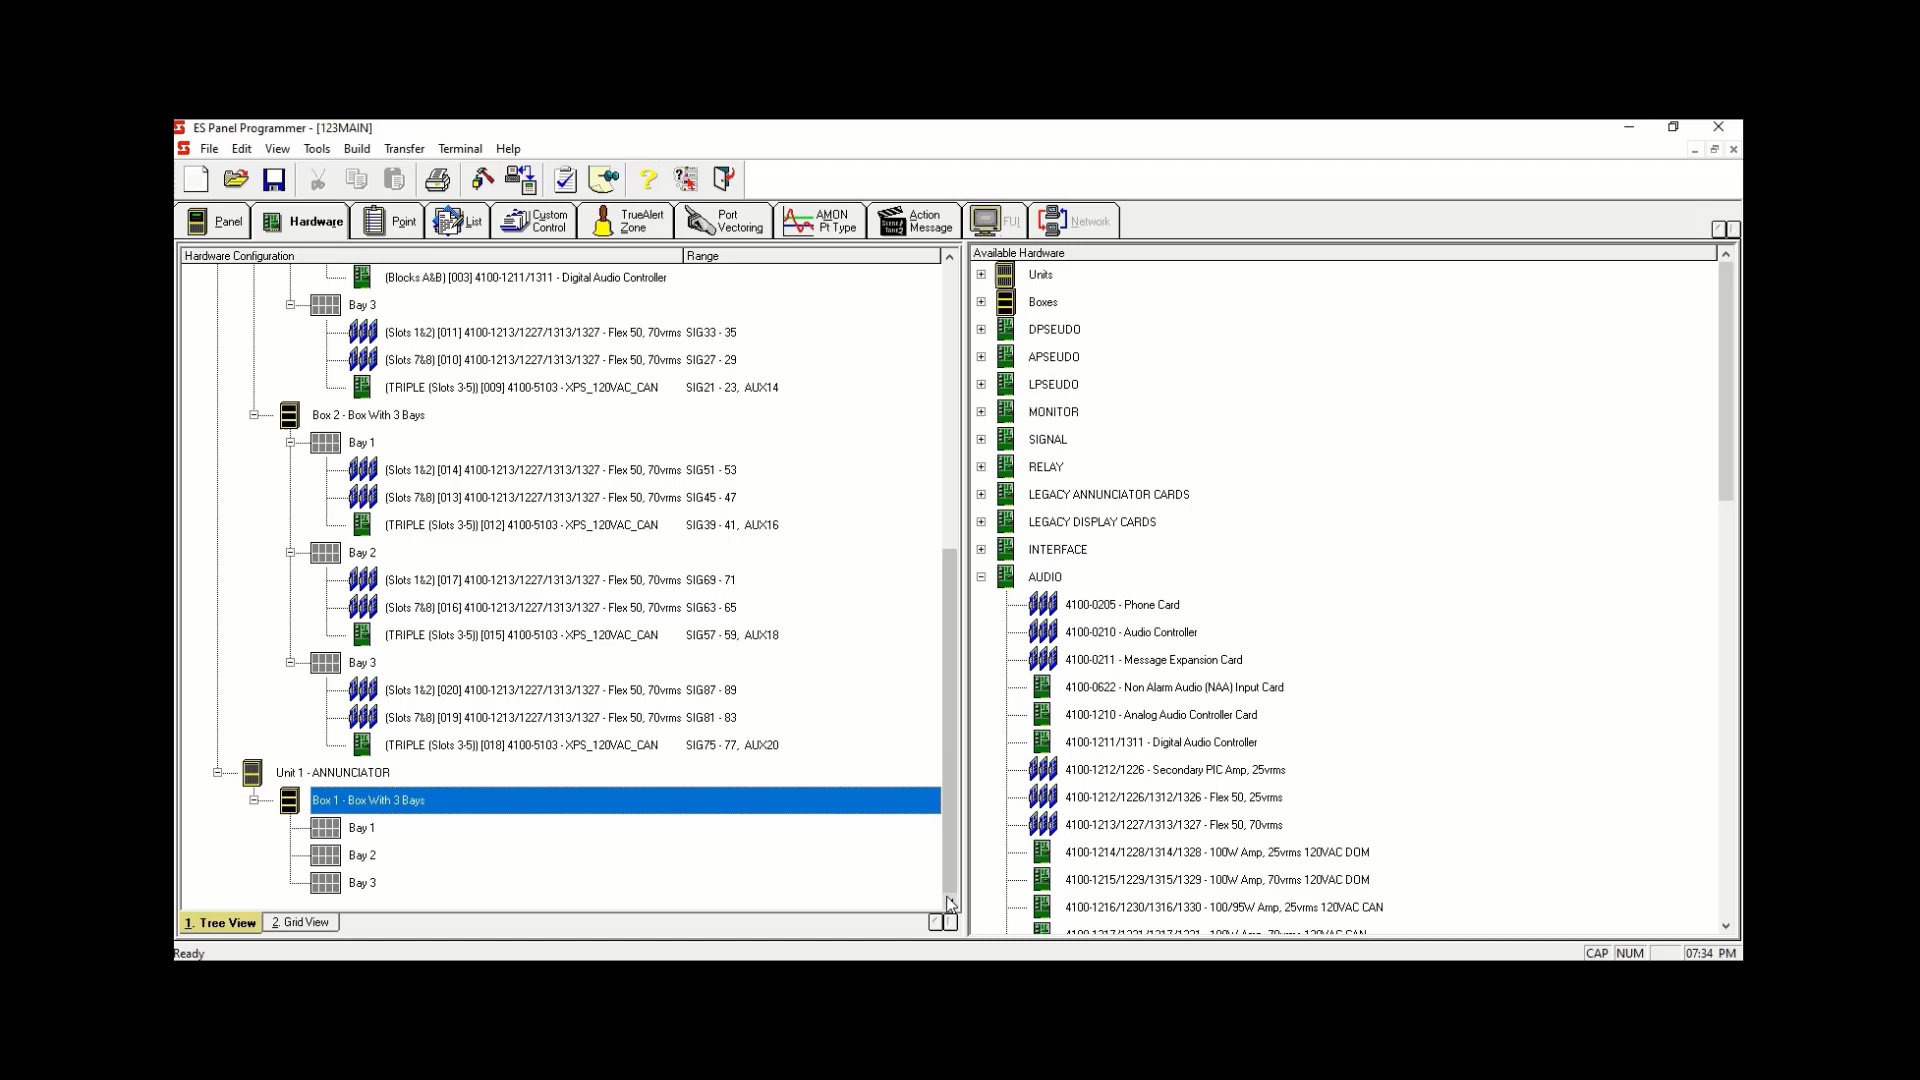 ES Panel Programmer - [123MAIN]
File Edit View Tools Build Transfer Terminal Help
Panel Hardware Point List Custom Control TrueAlert Zone Port Vectoring AMON Pt Type Action Message FUI Network
Hardware Configuration Range
(Blocks A&B) [003] 4100-1211/1311 - Digital Audio Controller
Bay 3
(Slots 1&2) [011] 4100-1213/1227/1313/1327 - Flex 50, 70vrms SIG33 - 35
(Slots 7&8) [010] 4100-1213/1227/1313/1327 - Flex 50, 70vrms SIG27 - 29
(TRIPLE (Slots 3-5)) [009] 4100-5103 - XPS_120VAC_CAN SIG21 - 23, AUX14
Box 2 - Box With 3 Bays
Bay 1
(Slots 1&2) [014] 4100-1213/1227/1313/1327 - Flex 50, 70vrms SIG51 - 53
(Slots 7&8) [013] 4100-1213/1227/1313/1327 - Flex 50, 70vrms SIG45 - 47
(TRIPLE (Slots 3-5)) [012] 4100-5103 - XPS_120VAC_CAN SIG39 - 41, AUX16
Bay 2
(Slots 1&2) [017] 4100-1213/1227/1313/1327 - Flex 50, 70vrms SIG69 - 71
(Slots 7&8) [016] 4100-1213/1227/1313/1327 - Flex 50, 70vrms SIG63 - 65
(TRIPLE (Slots 3-5)) [015] 4100-5103 - XPS_120VAC_CAN SIG57 - 59, AUX18
Bay 3
(Slots 1&2) [020] 4100-1213/1227/1313/1327 - Flex 50, 70vrms SIG87 - 89
(Slots 7&8) [019] 4100-1213/1227/1313/1327 - Flex 50, 70vrms SIG81 - 83
(TRIPLE (Slots 3-5)) [018] 4100-5103 - XPS_120VAC_CAN SIG75 - 77, AUX20
Unit 1 - ANNUNCIATOR
Box 1 - Box With 3 Bays
Bay 1
Bay 2
Bay 3
1. Tree View 2. Grid View
Available Hardware
Units
Boxes
DPSEUDO
APSEUDO
LPSEUDO
MONITOR
SIGNAL
RELAY
LEGACY ANNUNCIATOR CARDS
LEGACY DISPLAY CARDS
INTERFACE
AUDIO
4100-0205 - Phone Card
4100-0210 - Audio Controller
4100-0211 - Message Expansion Card
4100-0622 - Non Alarm Audio (NAA) Input Card
4100-1210 - Analog Audio Controller Card
4100-1211/1311 - Digital Audio Controller
4100-1212/1226 - Secondary PIC Amp, 25vrms
4100-1212/1226/1312/1326 - Flex 50, 25vrms
4100-1213/1227/1313/1327 - Flex 50, 70vrms
4100-1214/1228/1314/1328 - 100W Amp, 25vrms 120VAC DOM
4100-1215/1229/1315/1329 - 100W Amp, 70vrms 120VAC DOM
4100-1216/1230/1316/1330 - 100/95W Amp, 25vrms 120VAC CAN
Ready CAP NUM 07:34 PM